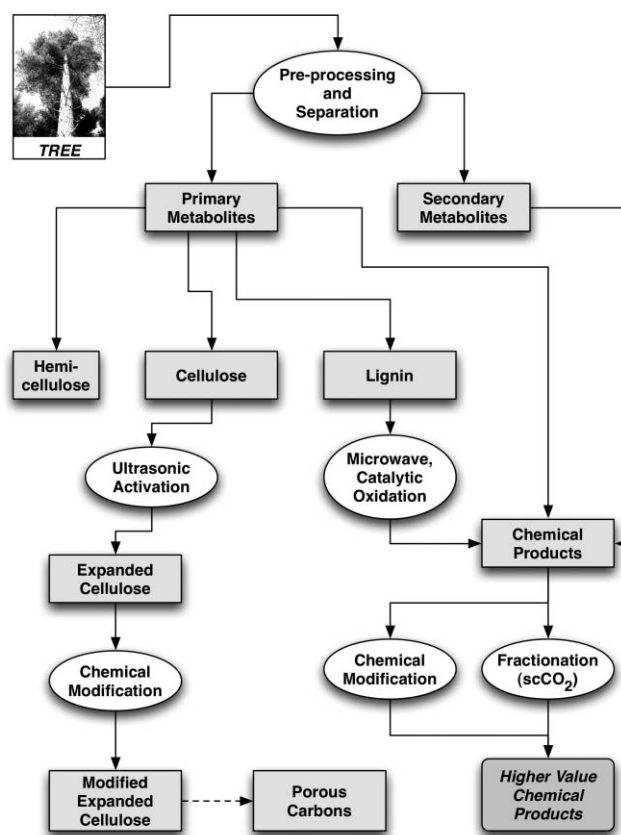 TREE
Pre-processing
and
Separation
Primary
Metabolites
Secondary
Metabolites
Hemi-
cellulose
Cellulose
Lignin
Ultrasonic
Activation
Microwave,
Catalytic
Oxidation
Chemical
Products
Expanded
Cellulose
Chemical
Modification
Chemical
Modification
Fractionation
(scCO₂)
Modified
Expanded
Cellulose
Porous
Carbons
Higher Value
Chemical
Products